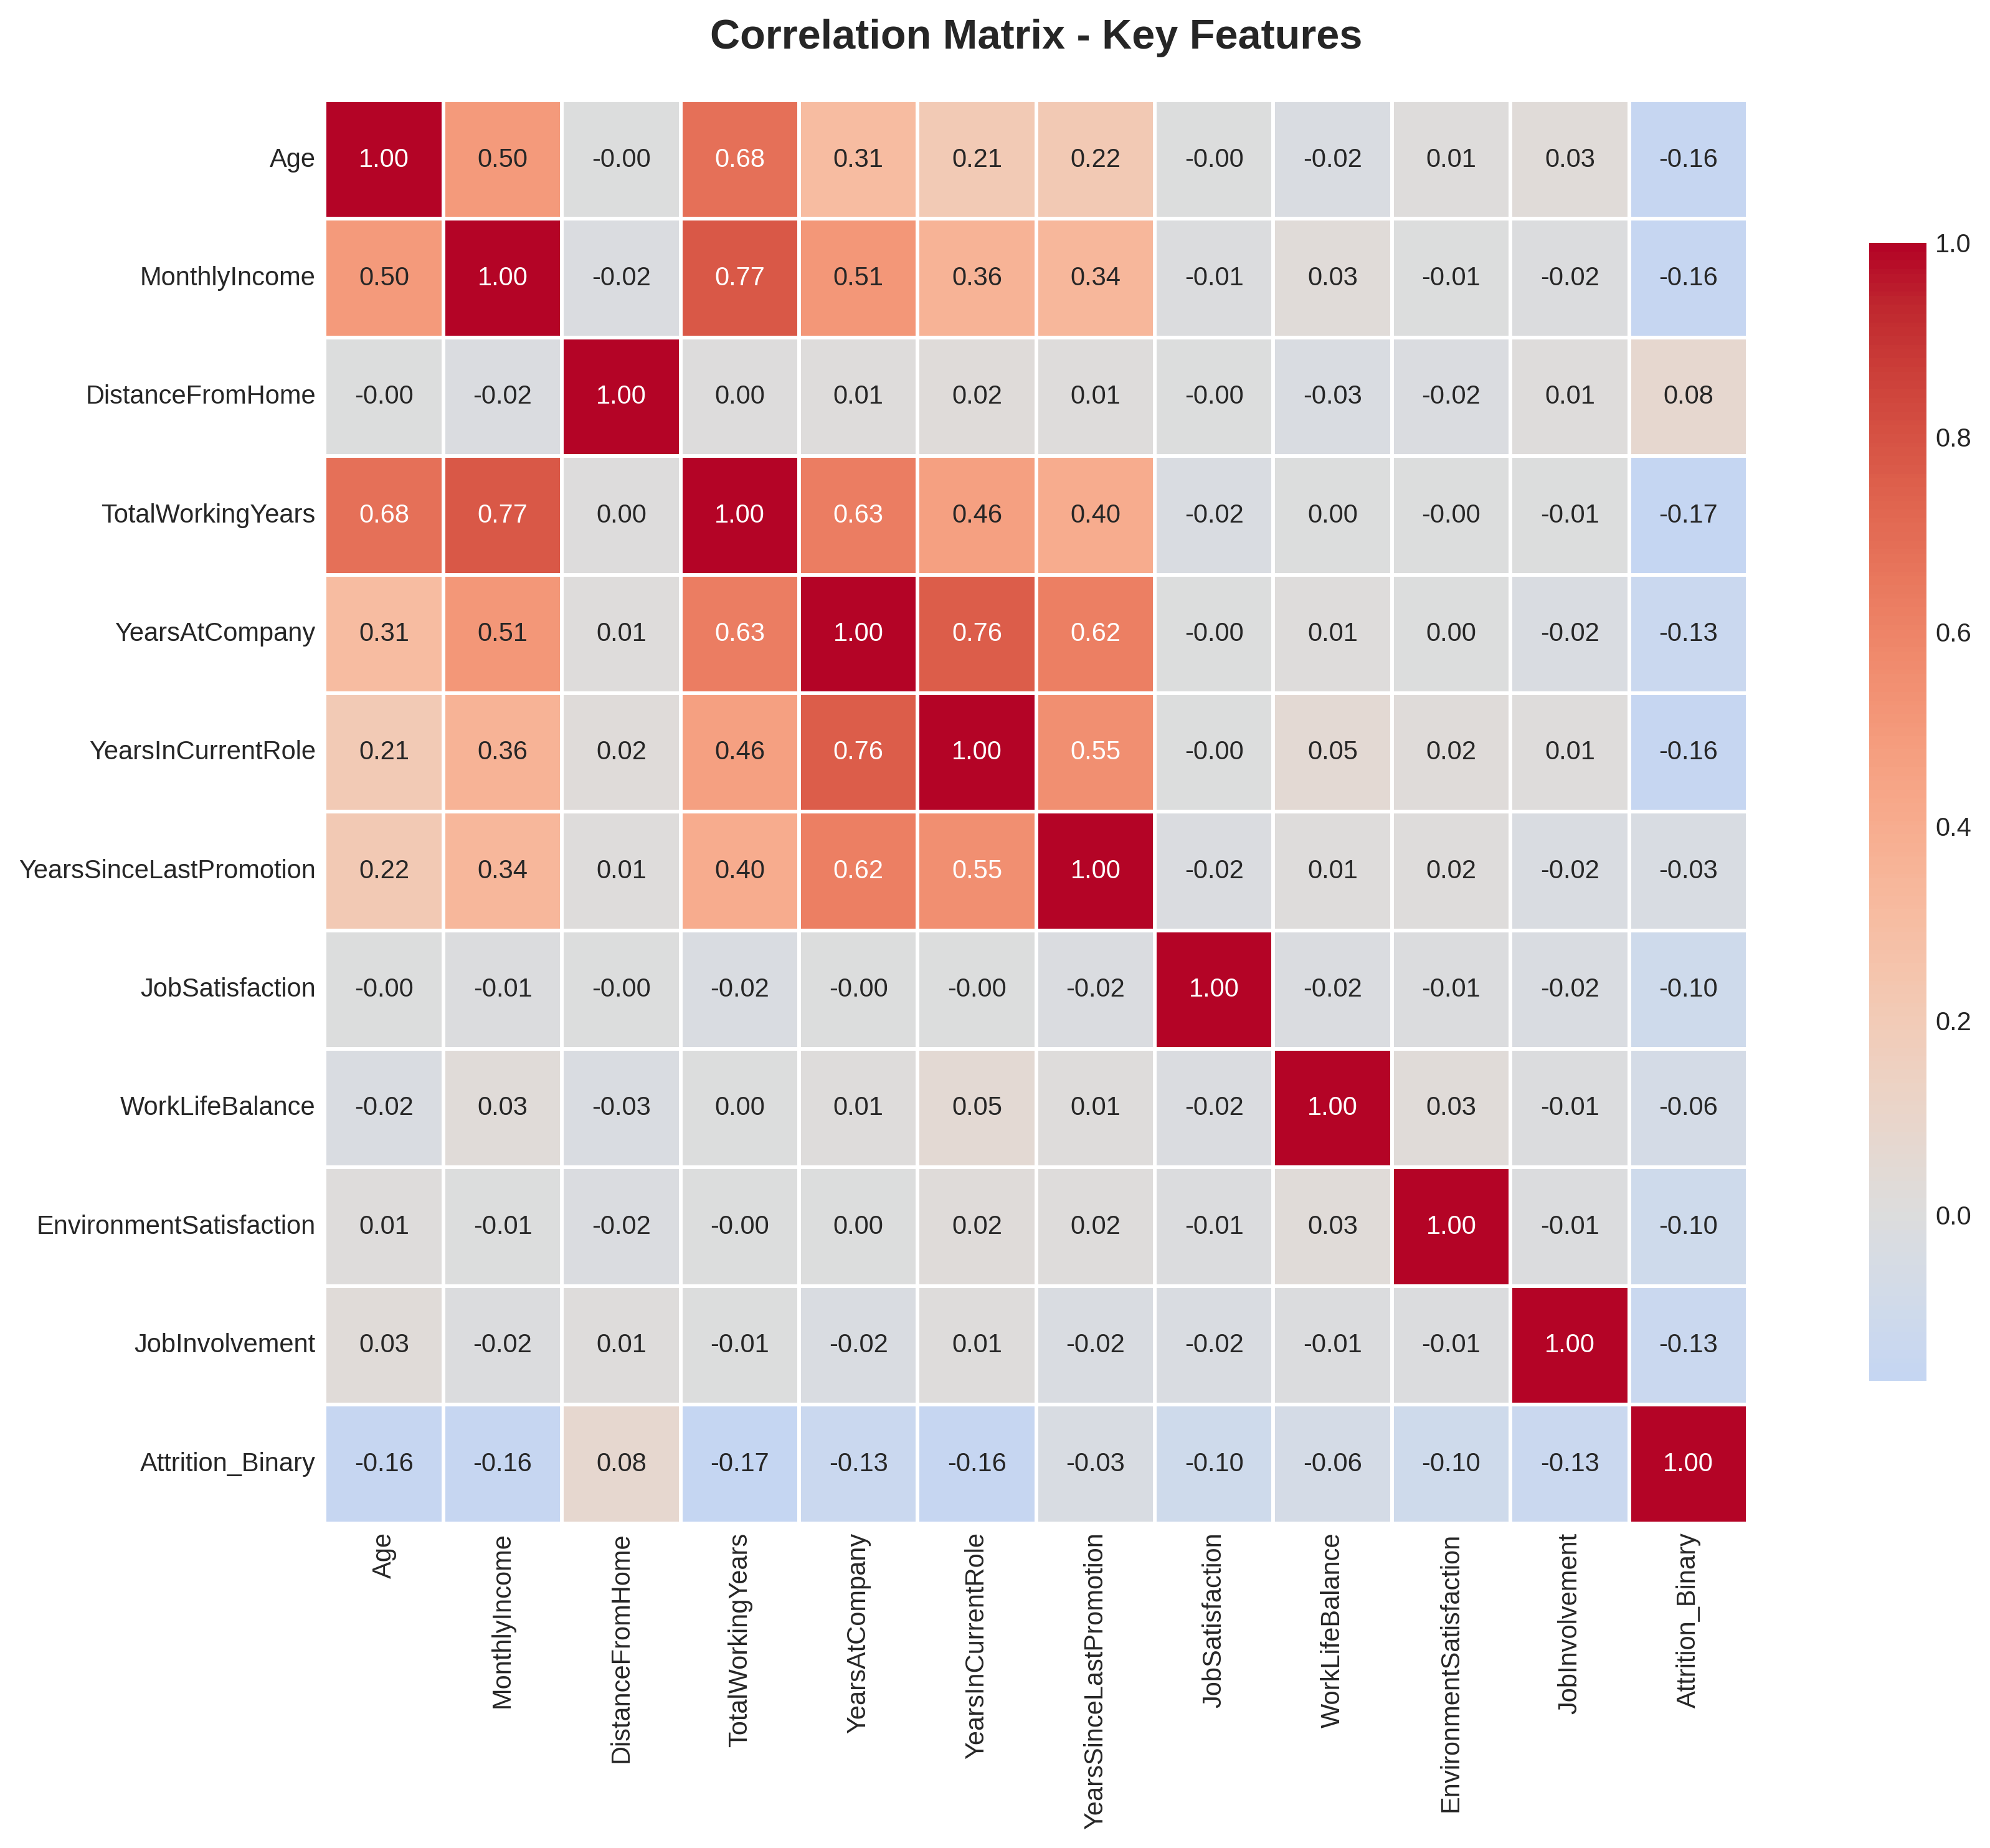 Correlation Matrix - Key Features
Age 1.00 0.50 -0.00 0.68 0.31 0.21 0.22 -0.00 -0.02 0.01 0.03 -0.16
MonthlyIncome 0.50 1.00 -0.02 0.77 0.51 0.36 0.34 -0.01 0.03 -0.01 -0.02 -0.16
DistanceFromHome -0.00 -0.02 1.00 0.00 0.01 0.02 0.01 -0.00 -0.03 -0.02 0.01 0.08
TotalWorkingYears 0.68 0.77 0.00 1.00 0.63 0.46 0.40 -0.02 0.00 -0.00 -0.01 -0.17
YearsAtCompany 0.31 0.51 0.01 0.63 1.00 0.76 0.62 -0.00 0.01 0.00 -0.02 -0.13
YearsInCurrentRole 0.21 0.36 0.02 0.46 0.76 1.00 0.55 -0.00 0.05 0.02 0.01 -0.16
YearsSinceLastPromotion 0.22 0.34 0.01 0.40 0.62 0.55 1.00 -0.02 0.01 0.02 -0.02 -0.03
JobSatisfaction -0.00 -0.01 -0.00 -0.02 -0.00 -0.00 -0.02 1.00 -0.02 -0.01 -0.02 -0.10
WorkLifeBalance -0.02 0.03 -0.03 0.00 0.01 0.05 0.01 -0.02 1.00 0.03 -0.01 -0.06
EnvironmentSatisfaction 0.01 -0.01 -0.02 -0.00 0.00 0.02 0.02 -0.01 0.03 1.00 -0.01 -0.10
JobInvolvement 0.03 -0.02 0.01 -0.01 -0.02 0.01 -0.02 -0.02 -0.01 -0.01 1.00 -0.13
Attrition_Binary -0.16 -0.16 0.08 -0.17 -0.13 -0.16 -0.03 -0.10 -0.06 -0.10 -0.13 1.00
Age
MonthlyIncome
DistanceFromHome
TotalWorkingYears
YearsAtCompany
YearsInCurrentRole
YearsSinceLastPromotion
JobSatisfaction
WorkLifeBalance
EnvironmentSatisfaction
JobInvolvement
Attrition_Binary
1.0
0.8
0.6
0.4
0.2
0.0